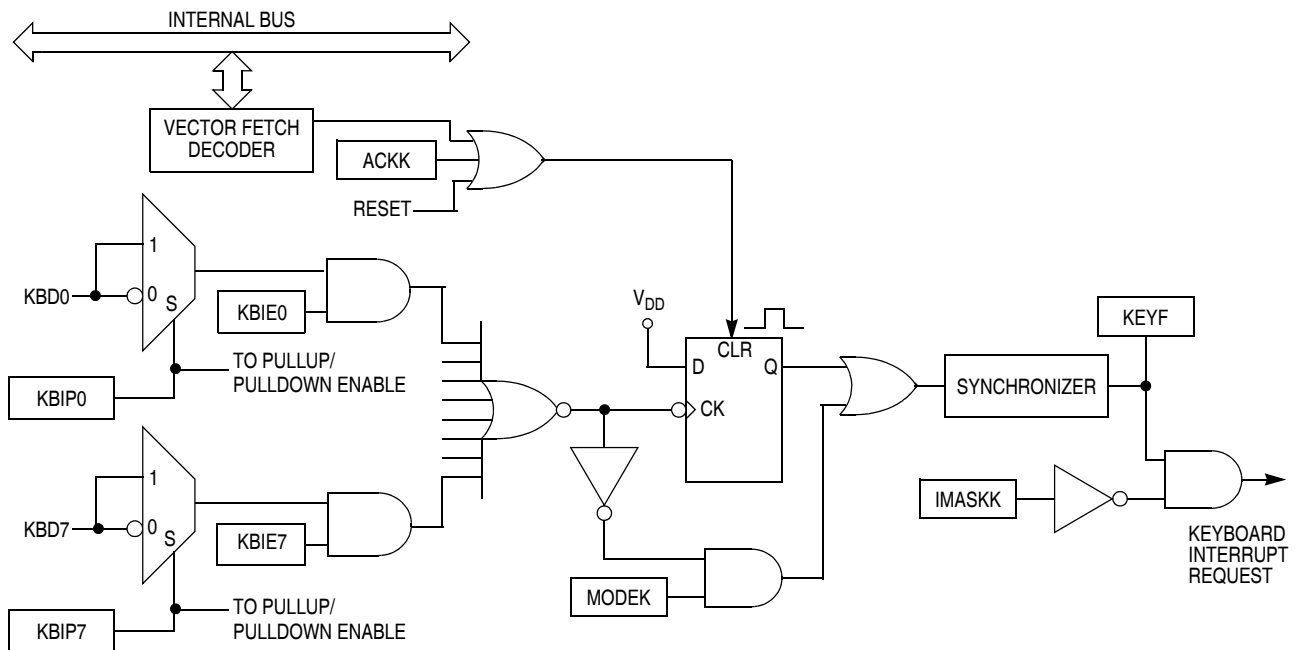 INTERNAL BUS
VECTOR FETCH
DECODER
ACKK
RESET
1
KBD0
0
S
KBIE0
TO PULLUP/
PULLDOWN ENABLE
KBIP0
VDD
CLR
D
Q
CK
KEYF
SYNCHRONIZER
1
KBD7
0
S
KBIE7
TO PULLUP/
PULLDOWN ENABLE
KBIP7
MODEK
IMASKK
KEYBOARD
INTERRUPT
REQUEST